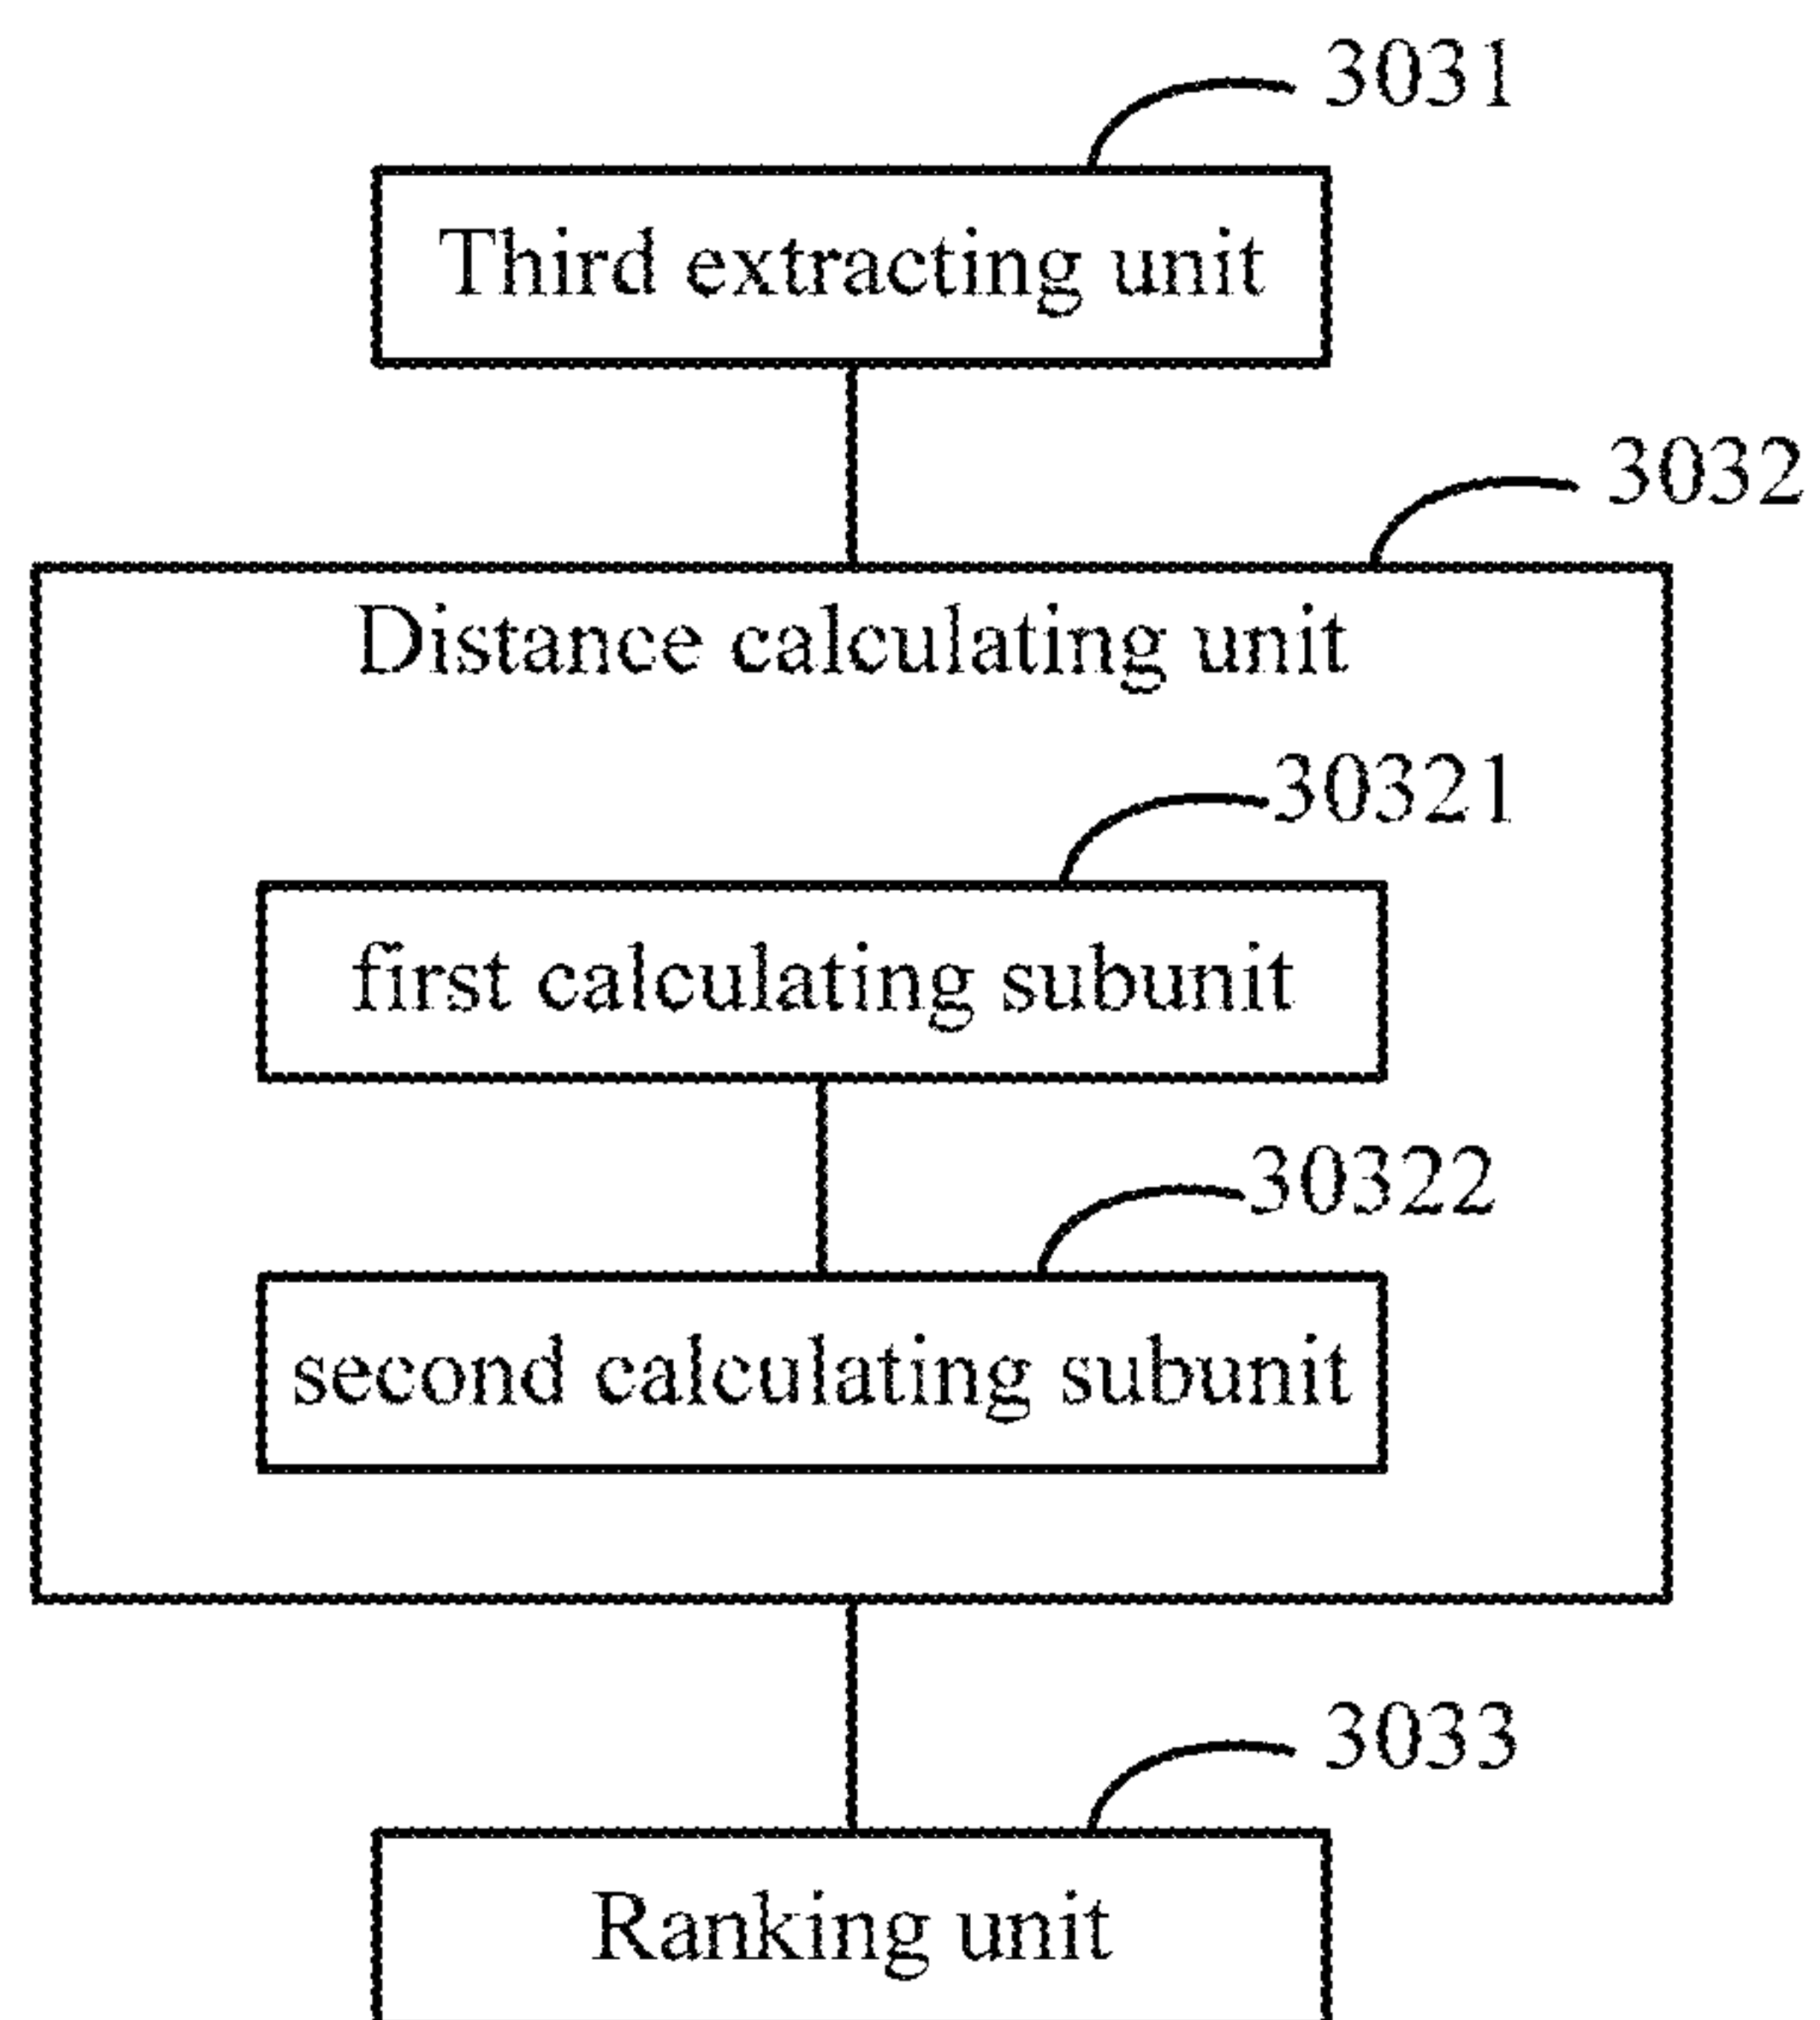 3031
Third extracting unit
3032
Distance calculating unit
30321
first calculating subunit
30322
second calculating subunit
3033
Ranking unit